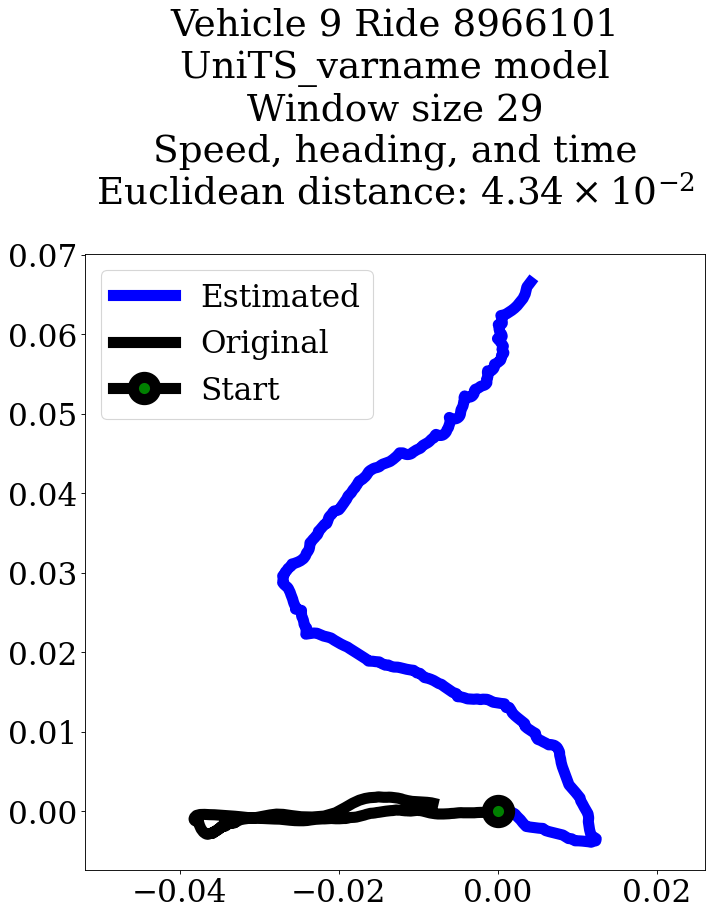 Vehicle 9 Ride 8966101
UniTS_varname model
Window size 29
Speed, heading, and time
Euclidean distance: 4.34 × 10⁻²
0.07
Estimated
0.06
Original
Start
0.05
0.04
0.03
0.02
0.01
0.00
−0.04 −0.02 0.00 0.02